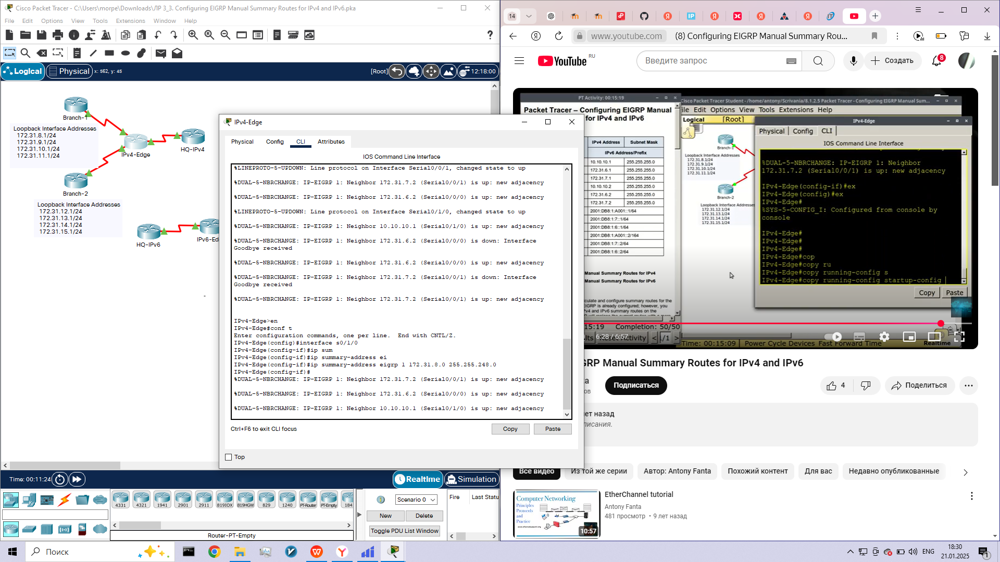 Cisco Packet Tracer - C:\Users\morpe\Downloads\ЛР 3_3. Configuring EIGRP Manual Summary Routes for IPv4 and IPv6.pka
File Edit Options View Tools Extensions Window Help
Logical
Physical
x: 562, y: 45
[Root]
12:18:00
Branch-1
Loopback Interface Addresses
172.31.8.1/24
172.31.9.1/24
172.31.10.1/24
172.31.11.1/24
IPv4-Edge
HQ-IPv4
Branch-2
Loopback Interface Addresses
172.31.12.1/24
172.31.13.1/24
172.31.14.1/24
172.31.15.1/24
HQ-IPv6
IPv6-Ed
IPv4-Edge
Physical Config CLI Attributes
IOS Command Line Interface
%LINEPROTO-5-UPDOWN: Line protocol on Interface Serial0/0/1, changed state to up
%DUAL-5-NBRCHANGE: IP-EIGRP 1: Neighbor 172.31.7.2 (Serial0/0/1) is up: new adjacency
%DUAL-5-NBRCHANGE: IP-EIGRP 1: Neighbor 172.31.6.2 (Serial0/0/0) is up: new adjacency
%LINEPROTO-5-UPDOWN: Line protocol on Interface Serial0/1/0, changed state to up
%DUAL-5-NBRCHANGE: IP-EIGRP 1: Neighbor 10.10.10.1 (Serial0/1/0) is up: new adjacency
%DUAL-5-NBRCHANGE: IP-EIGRP 1: Neighbor 172.31.6.2 (Serial0/0/0) is down: Interface
Goodbye received
%DUAL-5-NBRCHANGE: IP-EIGRP 1: Neighbor 172.31.6.2 (Serial0/0/0) is up: new adjacency
%DUAL-5-NBRCHANGE: IP-EIGRP 1: Neighbor 172.31.7.2 (Serial0/0/1) is down: Interface
Goodbye received
%DUAL-5-NBRCHANGE: IP-EIGRP 1: Neighbor 172.31.7.2 (Serial0/0/1) is up: new adjacency
IPv4-Edge>en
IPv4-Edge#conf t
Enter configuration commands, one per line.  End with CNTL/Z.
IPv4-Edge(config)#interface s0/1/0
IPv4-Edge(config-if)#ip sum
IPv4-Edge(config-if)#ip summary-address ei
IPv4-Edge(config-if)#ip summary-address eigrp 1 172.31.8.0 255.255.248.0
IPv4-Edge(config-if)#
%DUAL-5-NBRCHANGE: IP-EIGRP 1: Neighbor 172.31.7.2 (Serial0/0/1) is up: new adjacency
%DUAL-5-NBRCHANGE: IP-EIGRP 1: Neighbor 172.31.6.2 (Serial0/0/0) is up: new adjacency
%DUAL-5-NBRCHANGE: IP-EIGRP 1: Neighbor 10.10.10.1 (Serial0/1/0) is up: new adjacency
Ctrl+F6 to exit CLI focus
Copy
Paste
Top
Time: 00:11:24
Realtime
Simulation
4331 4321 1941 2901 2911 819IOX 819HGW 829 1240 PT-Router PT-Empty 184
Router-PT-Empty
Scenario 0
New
Delete
Toggle PDU List Window
Fire
Last Statu
14
www.youtube.com
(8) Configuring EIGRP Manual Summary Rou...
YouTube
RU
Введите запрос
Создать
8
PT Activity: 00:15:19
Packet Tracer – Configuring EIGRP Manual
for IPv4 and IPv6
IPv4 Address Subnet Mask
IPv6 Address/Prefix
10.10.10.1 255.255.255.0
172.31.6.1 255.255.255.0
172.31.7.1 255.255.255.0
10.10.10.2 255.255.255.0
172.31.6.2 255.255.255.0
172.31.7.2 255.255.255.0
2001:DB8:1:A001::1/64
2001:DB8:1:7::1/64
2001:DB8:1:6::1/64
2001:DB8:1:A001::2/164
2001:DB8:1:7::2/64
2001:DB8:1:6::2/64
Manual Summary Routes for IPv4
Manual Summary Routes for IPv6
culate and configure summary routes for the
EIGRP is already configured; however, you
Pv4 and IPv6 summary routes on the
15:19
Completion: 50/50
Cisco Packet Tracer Student - /home/antony/Scrivania/8.1.2.5 Packet Tracer - Configuring EIGRP Manual Sum...
ile Edit Options View Tools Extensions Help
Logical
[Root]
Branch-1
Loopback Interface Addresses
172.31.8.1/24
172.31.9.1/24
172.31.10.1/24
172.31.11.1/24
Branch-2
Loopback Interface Addresses
172.31.12.1/24
172.31.13.1/24
172.31.14.1/24
172.31.15.1/24
IPv4-Edge
Physical Config CLI
IOS Command Line Interface
%DUAL-5-NBRCHANGE: IP-EIGRP 1: Neighbor
172.31.7.2 (Serial0/0/1) is up: new adjacency
IPv4-Edge(config-if)#ex
IPv4-Edge(config)#ex
IPv4-Edge#
%SYS-5-CONFIG_I: Configured from console by
console
IPv4-Edge#
IPv4-Edge#
IPv4-Edge#
IPv4-Edge#cop
IPv4-Edge#copy ru
IPv4-Edge#copy running-config s
IPv4-Edge#copy running-config startup-config
Copy
Paste
6:28 / 6:57
Activity
1/1
Time: 00:15:09
Power Cycle Devices Fast Forward Time
Realtime
GRP Manual Summary Routes for IPv4 and IPv6
Подписаться
4
Поделиться
лет назад
писания.
Все видео
Из той же серии
Автор: Antony Fanta
Похожий контент
Для вас
Недавно опубликованные
Computer Networking
Principles
Protocols
and
Practice
10:57
EtherChannel tutorial
Antony Fanta
481 просмотр • 9 лет назад
Поиск
ENG
18:30
21.01.2025
1